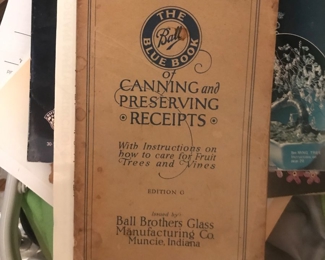 THE
Ball
BLUE BOOK
of
CANNING and
PRESERVING
RECEIPTS
With Instructions on
how to care for Fruit
Trees and Vines
EDITION O
Issued by
Ball Brothers Glass
Manufacturing Co.
Muncie, Indiana